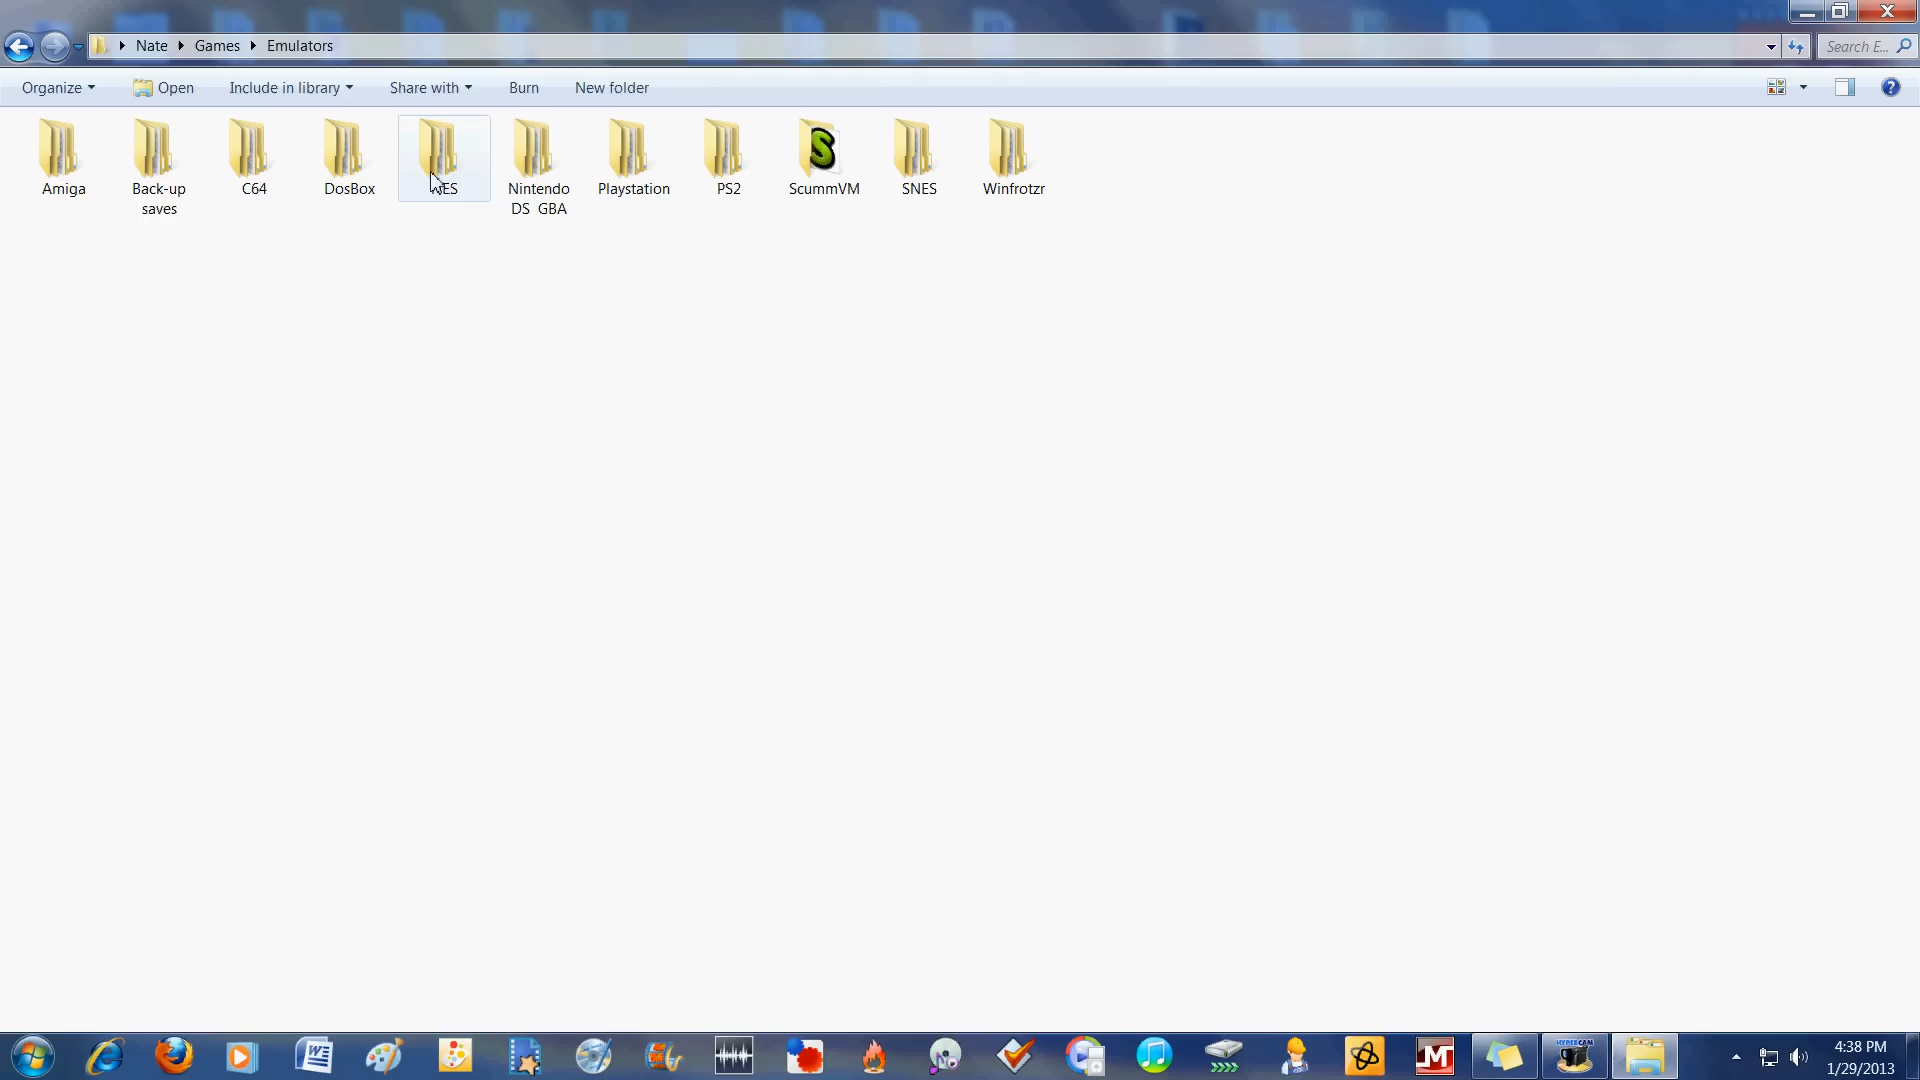 Nate Games Emulators
Search E...
Organize Open Include in library Share with Burn New folder
Amiga
Back-up
saves
C64
DosBox
Nintendo
DS GBA
Playstation
PS2
ScummVM
SNES
Winfrotzr
S
W
M
HYPERCAM
4:38 PM
1/29/2013